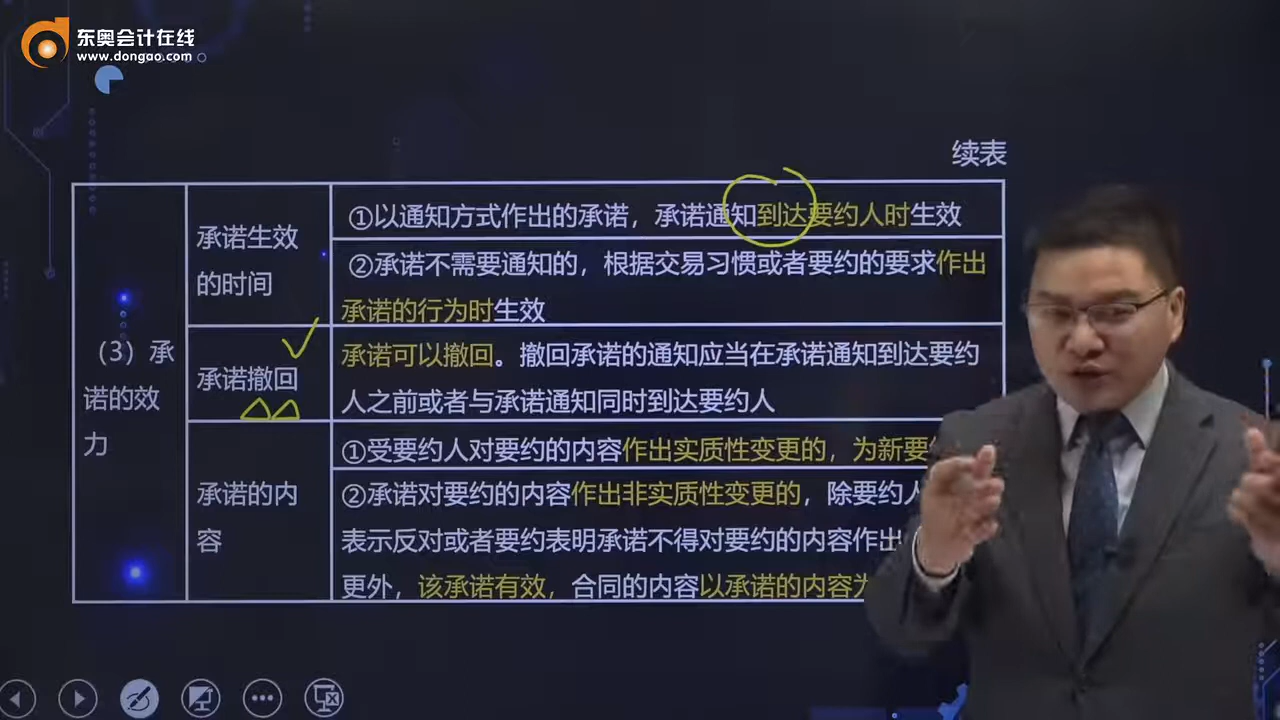 东奥会计在线
www.dongao.com
续表
（3）承
诺的效
力
承诺生效
的时间
①以通知方式作出的承诺，承诺通知到达要约人时生效
②承诺不需要通知的，根据交易习惯或者要约的要求作出
承诺的行为时生效
承诺撤回
承诺可以撤回。撤回承诺的通知应当在承诺通知到达要约
人之前或者与承诺通知同时到达要约人
承诺的内
容
①受要约人对要约的内容作出实质性变更的，为新要
②承诺对要约的内容作出非实质性变更的，除要约人
表示反对或者要约表明承诺不得对要约的内容作出
更外，该承诺有效，合同的内容以承诺的内容为